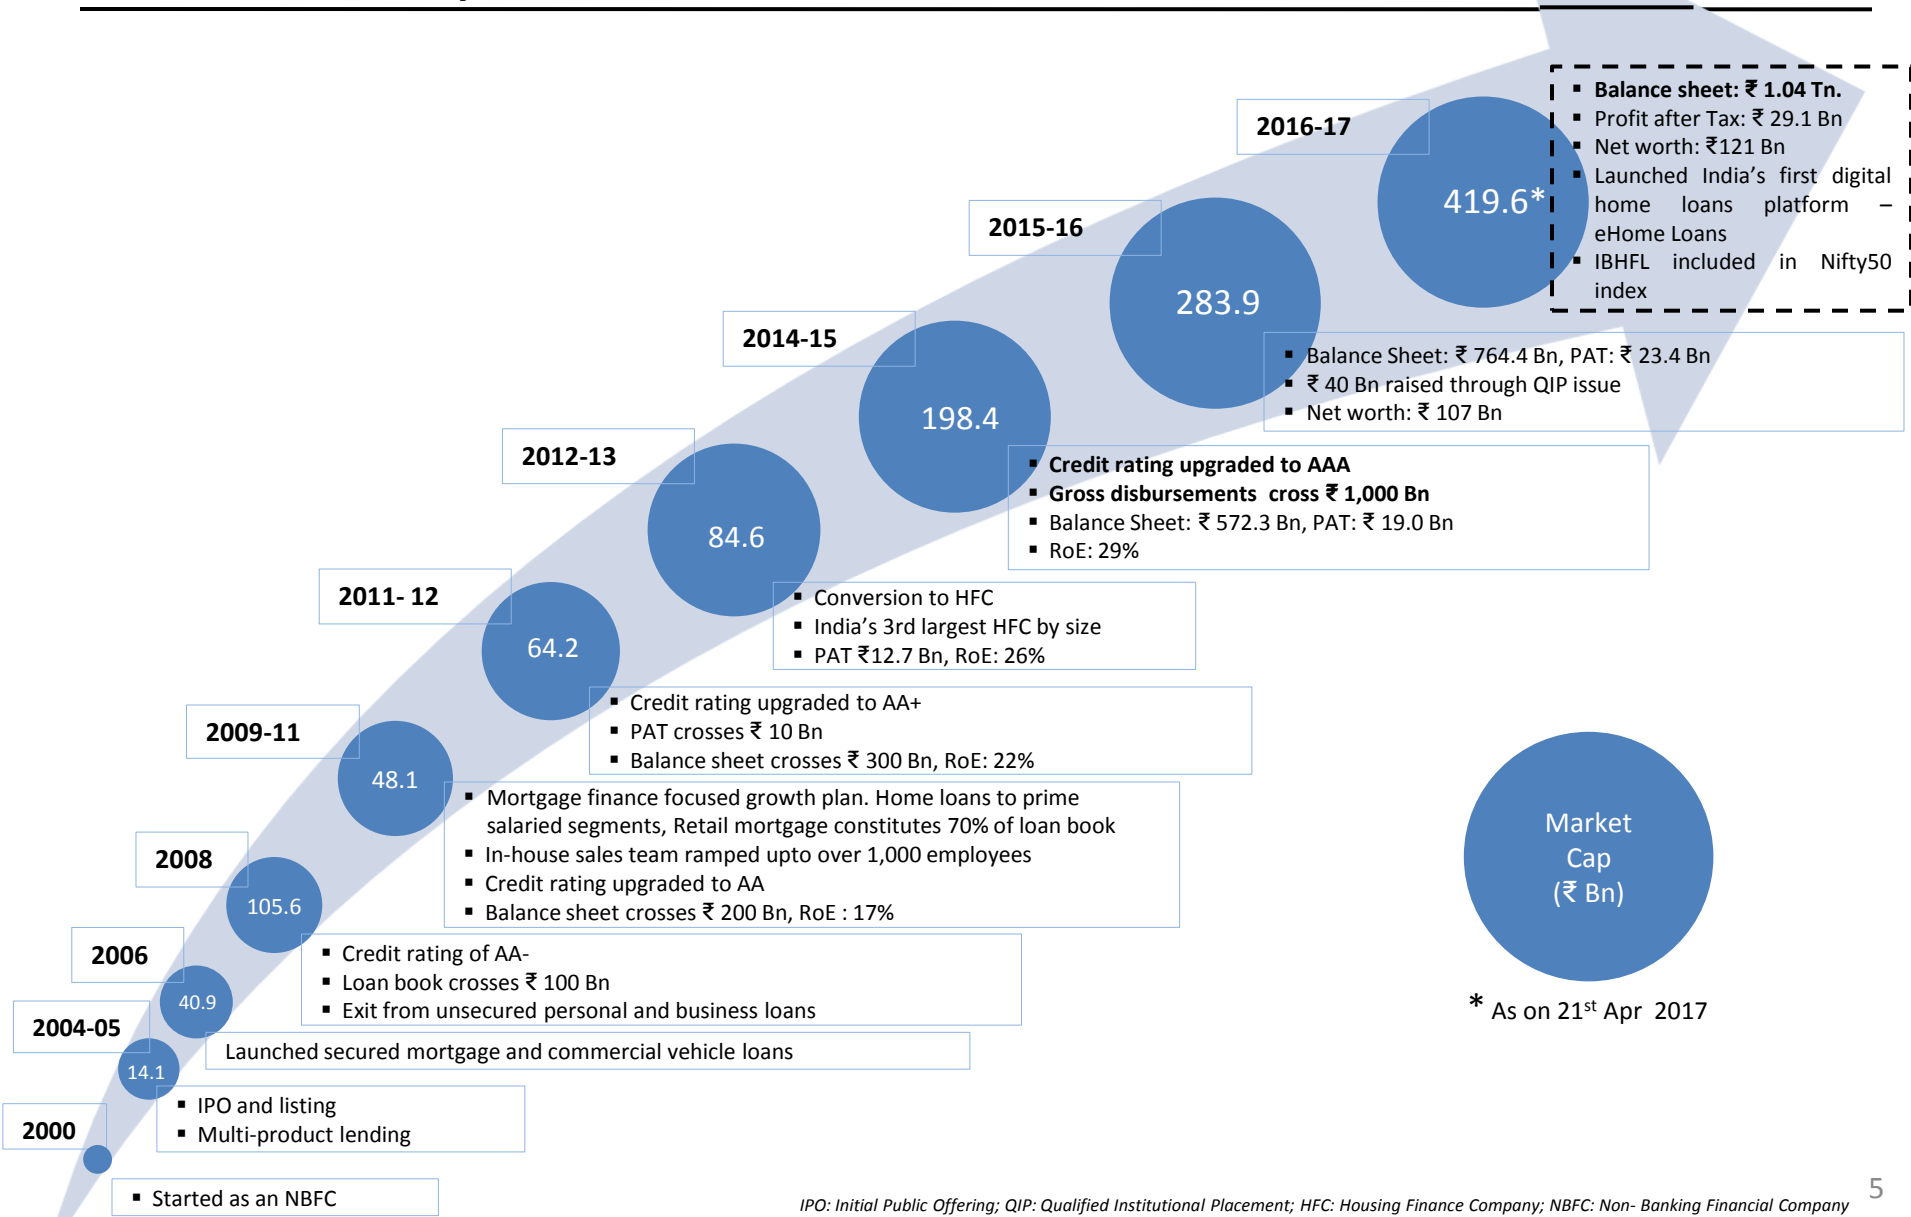 2016-17
419.6*
▪ Balance sheet: ₹ 1.04 Tn.
▪ Profit after Tax: ₹ 29.1 Bn
▪ Net worth: ₹121 Bn
▪ Launched India’s first digital
home loans platform –
eHome Loans
▪ IBHFL included in Nifty50
index
2015-16
283.9
▪ Balance Sheet: ₹ 764.4 Bn, PAT: ₹ 23.4 Bn
▪ ₹ 40 Bn raised through QIP issue
▪ Net worth: ₹ 107 Bn
2014-15
198.4
▪ Credit rating upgraded to AAA
▪ Gross disbursements cross ₹ 1,000 Bn
▪ Balance Sheet: ₹ 572.3 Bn, PAT: ₹ 19.0 Bn
▪ RoE: 29%
2012-13
84.6
▪ Conversion to HFC
▪ India’s 3rd largest HFC by size
▪ PAT ₹12.7 Bn, RoE: 26%
2011- 12
64.2
▪ Credit rating upgraded to AA+
▪ PAT crosses ₹ 10 Bn
▪ Balance sheet crosses ₹ 300 Bn, RoE: 22%
2009-11
48.1
▪ Mortgage finance focused growth plan. Home loans to prime
salaried segments, Retail mortgage constitutes 70% of loan book
▪ In-house sales team ramped upto over 1,000 employees
▪ Credit rating upgraded to AA
▪ Balance sheet crosses ₹ 200 Bn, RoE : 17%
2008
105.6
▪ Credit rating of AA-
▪ Loan book crosses ₹ 100 Bn
▪ Exit from unsecured personal and business loans
2006
40.9
Launched secured mortgage and commercial vehicle loans
2004-05
14.1
▪ IPO and listing
▪ Multi-product lending
2000
▪ Started as an NBFC
Market
Cap
(₹ Bn)
* As on 21st Apr 2017
IPO: Initial Public Offering; QIP: Qualified Institutional Placement; HFC: Housing Finance Company; NBFC: Non- Banking Financial Company
5